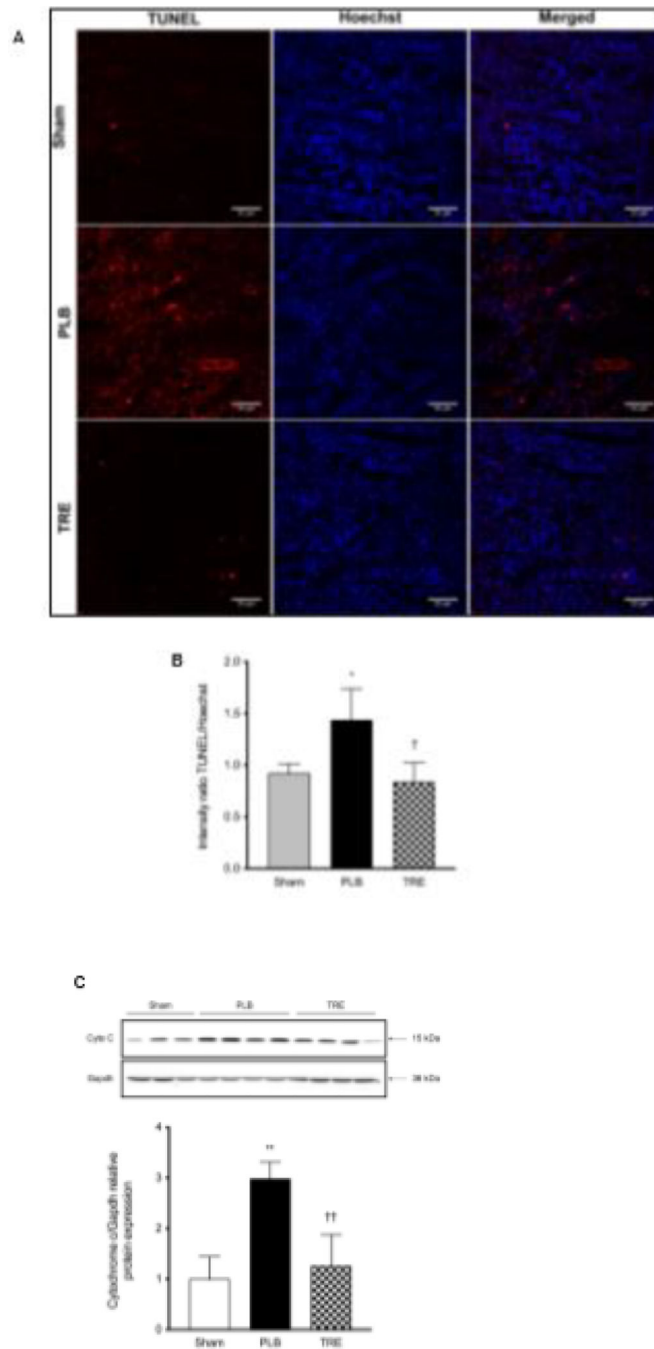 A
TUNEL Hoechst Merged
Sham
PLB
TRE
B
Intensity ratio TUNEL/Hoechst
2.0
1.5
1.0
0.5
0.0
*
†
Sham PLB TRE
C
Sham PLB TRE
Cyto C 15 kDa
Gapdh
Cytochrome c/Gapdh relative
protein expression
4
3
2
1
0
**
††
Sham PLB TRE